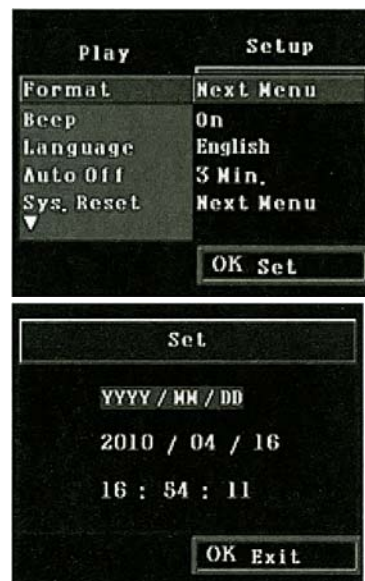 Play Setup
Format Next Menu
Beep On
Language English
Auto Off 3 Min.
Sys. Reset Next Menu
OK Set
Set
YYYY / MM / DD
2010 / 04 / 16
16 : 54 : 11
OK Exit